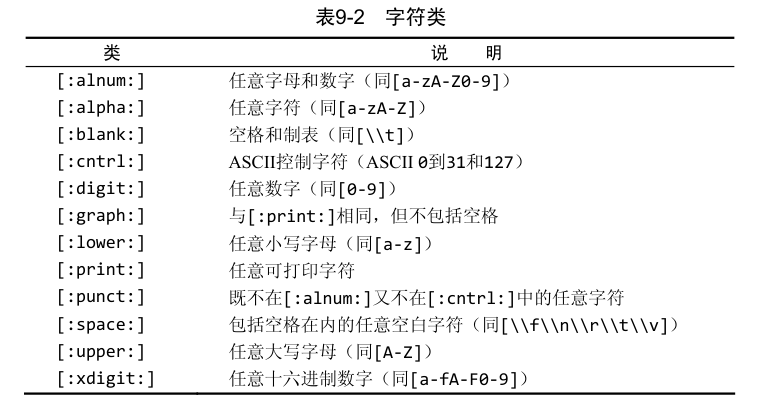 表9-2 字符类
类 说 明
[:alnum:] 任意字母和数字（同[a-zA-Z0-9]）
[:alpha:] 任意字符（同[a-zA-Z]）
[:blank:] 空格和制表（同[\\t]）
[:cntrl:] ASCII控制字符（ASCII 0到31和127）
[:digit:] 任意数字（同[0-9]）
[:graph:] 与[:print:]相同，但不包括空格
[:lower:] 任意小写字母（同[a-z]）
[:print:] 任意可打印字符
[:punct:] 既不在[:alnum:]又不在[:cntrl:]中的任意字符
[:space:] 包括空格在内的任意空白字符（同[\\f\\n\\r\\t\\v]）
[:upper:] 任意大写字母（同[A-Z]）
[:xdigit:] 任意十六进制数字（同[a-fA-F0-9]）